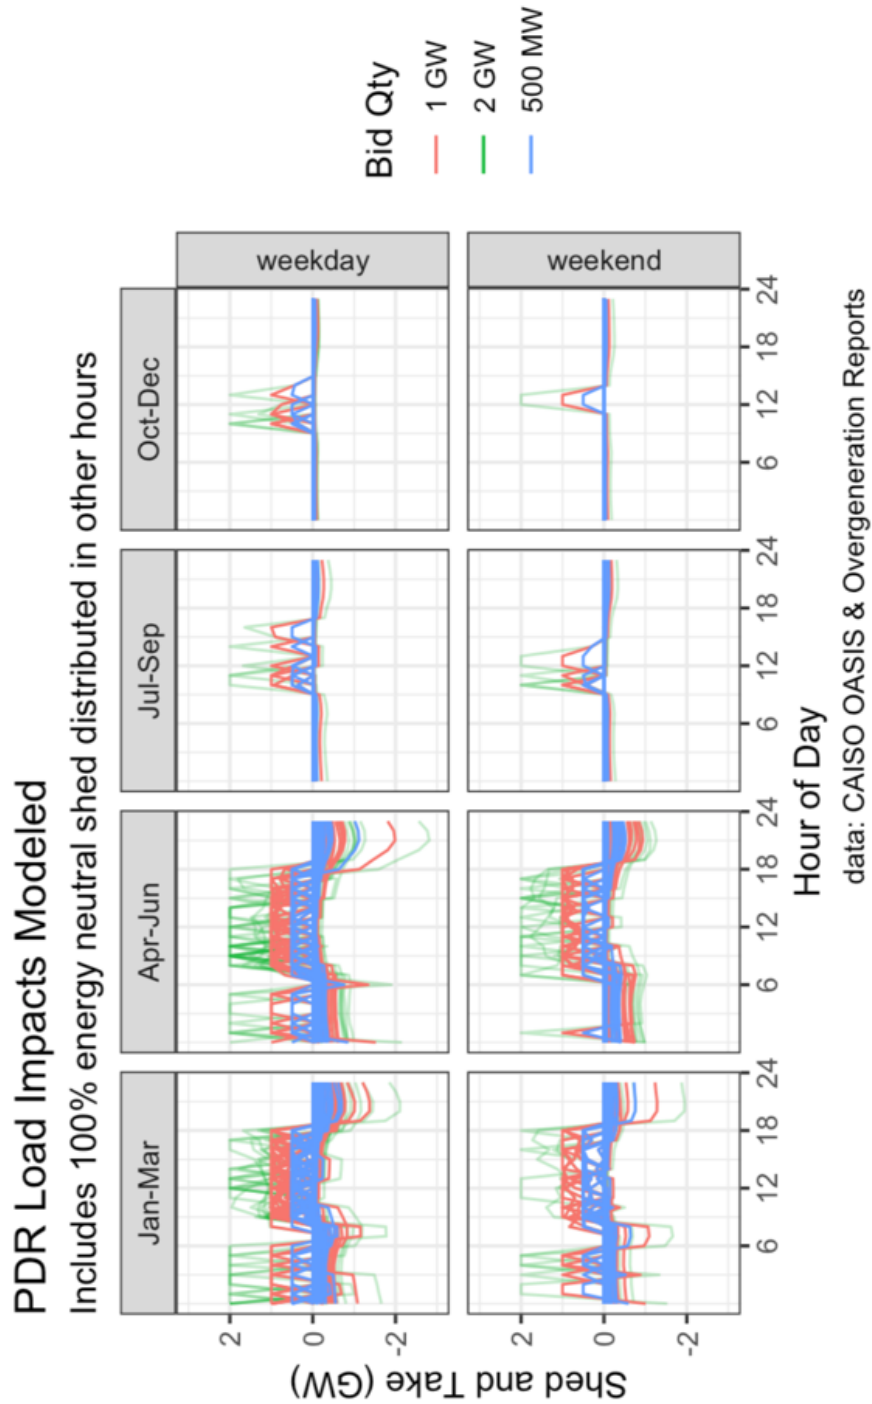 PDR Load Impacts Modeled
Includes 100% energy neutral shed distributed in other hours
Jan-Mar
Apr-Jun
Jul-Sep
Oct-Dec
weekday
weekend
2
0
-2
2
0
-2
Shed and Take (GW)
6 12 18 24 6 12 18 24 6 12 18 24 6 12 18 24
Hour of Day
data: CAISO OASIS & Overgeneration Reports
Bid Qty
1 GW
2 GW
500 MW